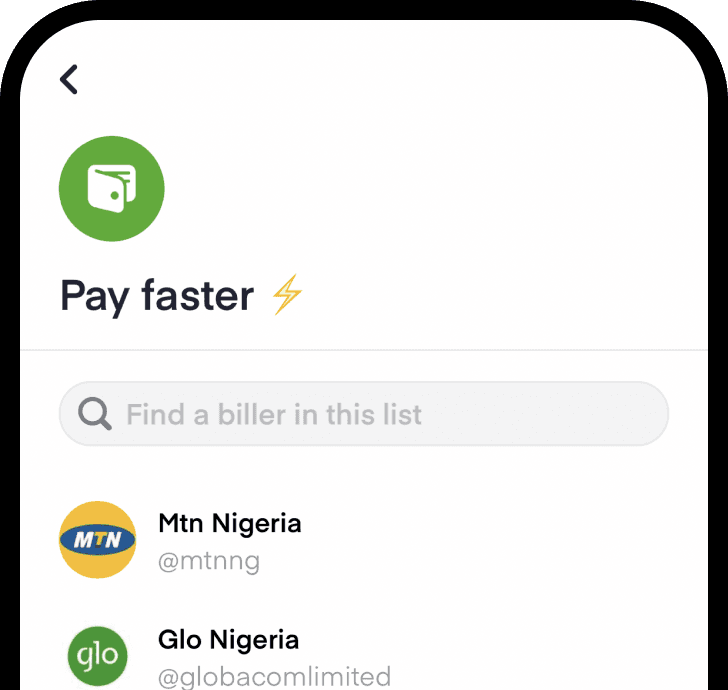 Pay faster
Find a biller in this list
MTN
Mtn Nigeria
@mtnng
glo
Glo Nigeria
@globacomlimited